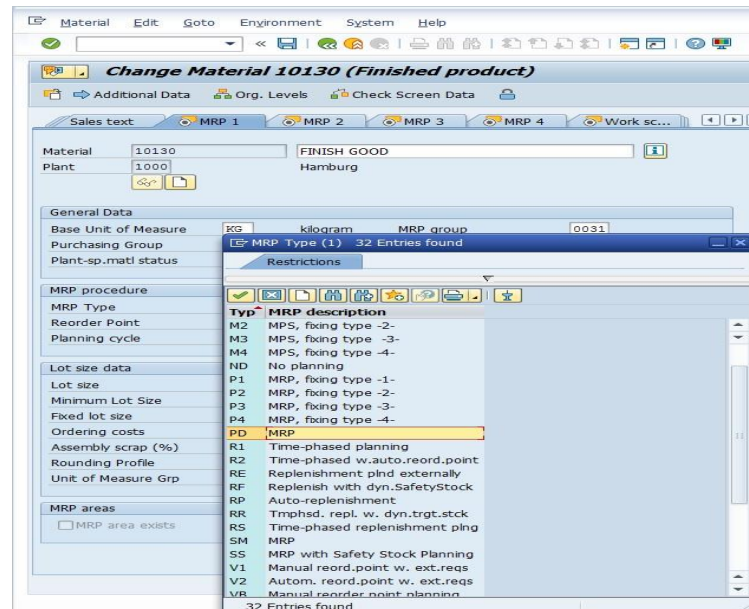 Material Edit Goto Environment System Help
Change Material 10130 (Finished product)
Additional Data Org. Levels Check Screen Data
Sales text MRP 1 MRP 2 MRP 3 MRP 4 Work sc...
Material 10130 FINISH GOOD
Plant 1000 Hamburg
General Data
Base Unit of Measure KG kilogram MRP group 0031
Purchasing Group
Plant-sp.matl status
MRP procedure
MRP Type
Reorder Point
Planning cycle
Lot size data
Lot size
Minimum Lot Size
Fixed lot size
Ordering costs
Assembly scrap (%)
Rounding Profile
Unit of Measure Grp
MRP areas
MRP area exists
MRP Type (1) 32 Entries found
Restrictions
Typ MRP description
M2 MPS, fixing type -2-
M3 MPS, fixing type -3-
M4 MPS, fixing type -4-
ND No planning
P1 MRP, fixing type -1-
P2 MRP, fixing type -2-
P3 MRP, fixing type -3-
P4 MRP, fixing type -4-
PD MRP
R1 Time-phased planning
R2 Time-phased w.auto.reord.point
RE Replenishment plnd externally
RF Replenish with dyn.SafetyStock
RP Auto-replenishment
RR Tmphsd. repl. w. dyn.trgt.stck
RS Time-phased replenishment plng
SM MRP
SS MRP with Safety Stock Planning
V1 Manual reord.point w. ext.reqs
V2 Autom. reord.point w. ext.reqs
VB Manual reorder point planning
32 Entries found